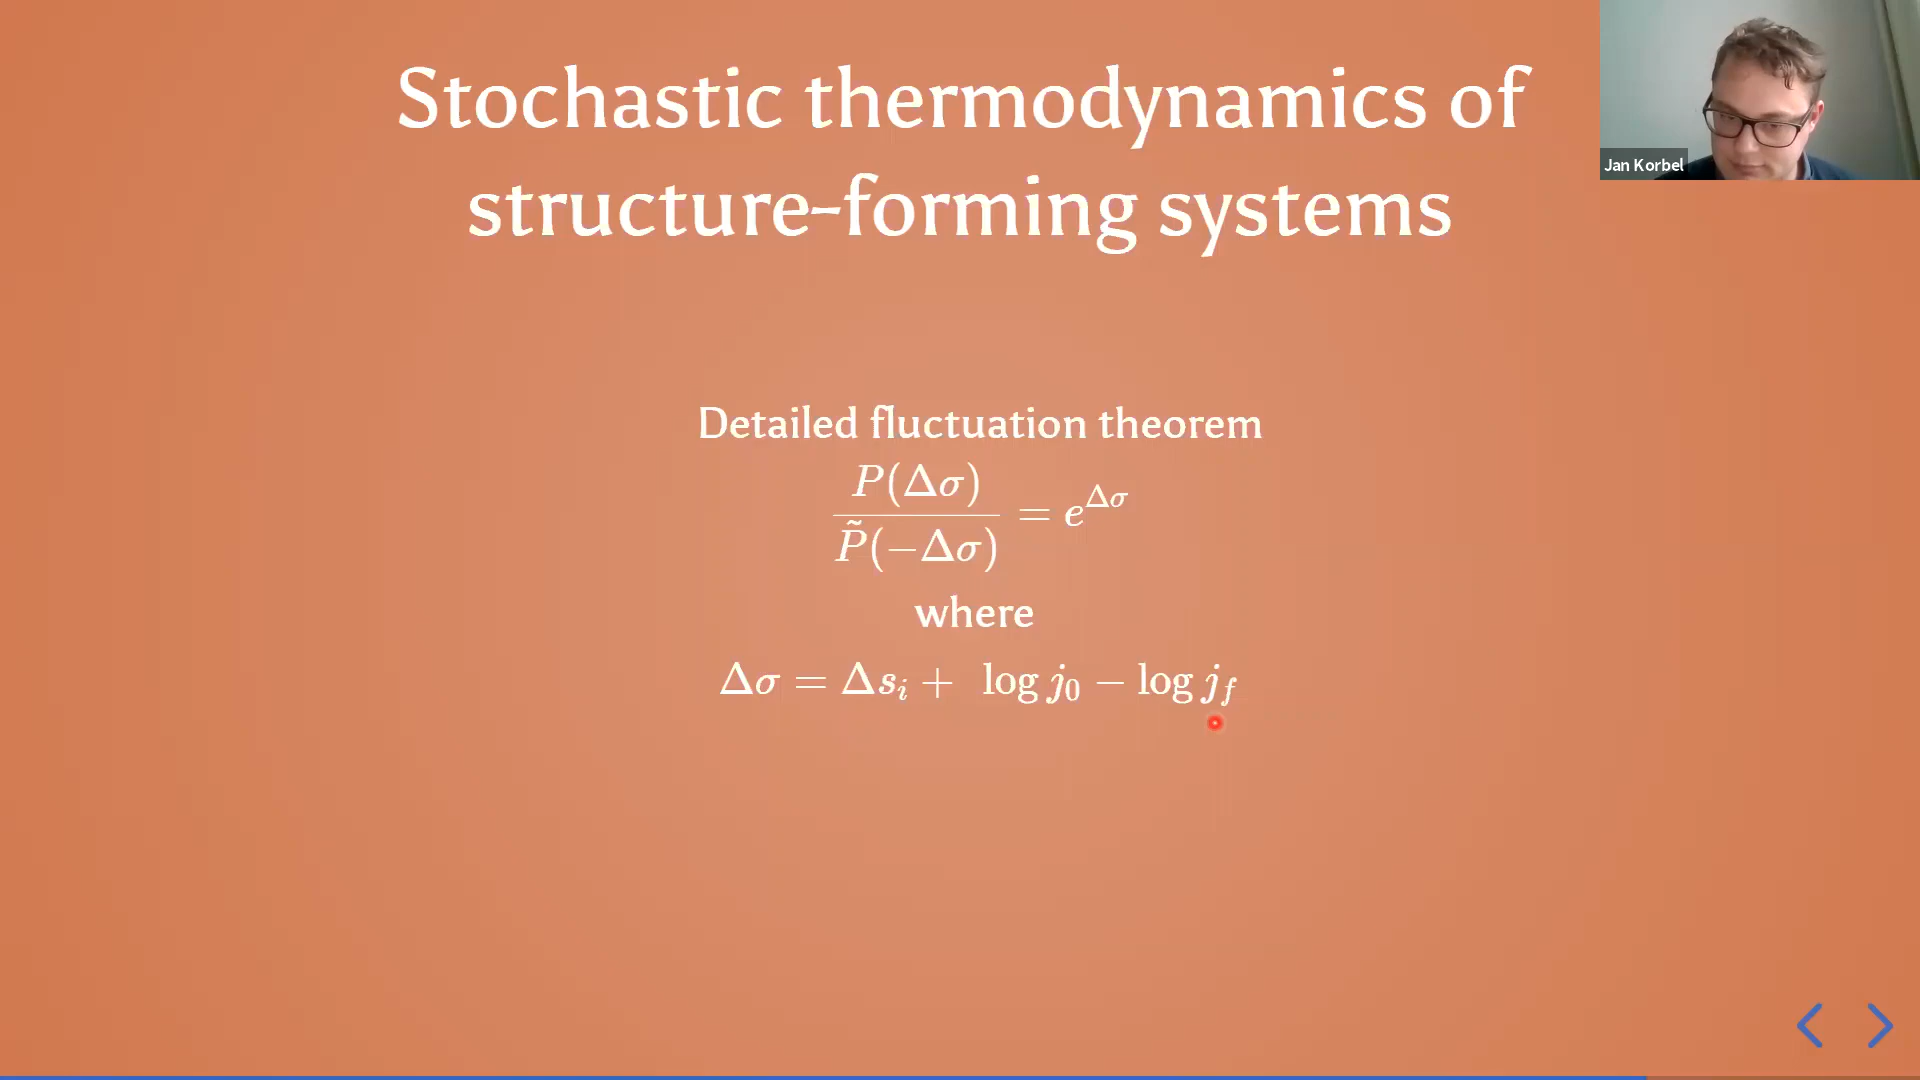 Stochastic thermodynamics of
structure-forming systems
Jan Korbel
Detailed fluctuation theorem
P(Δσ) / P̃(−Δσ) = e^{Δσ}
where
Δσ = Δs_i + log j_0 − log j_f